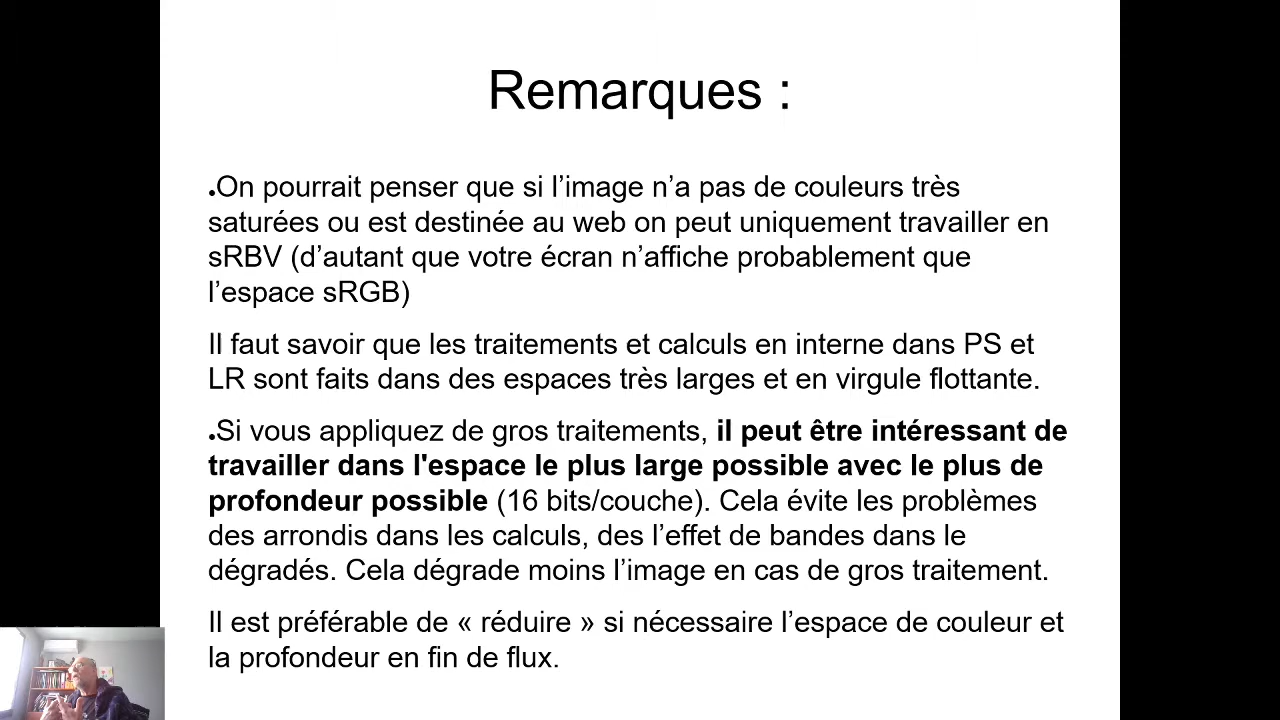 Remarques :
●On pourrait penser que si l’image n’a pas de couleurs très
saturées ou est destinée au web on peut uniquement travailler en
sRBV (d’autant que votre écran n’affiche probablement que
l’espace sRGB)
Il faut savoir que les traitements et calculs en interne dans PS et
LR sont faits dans des espaces très larges et en virgule flottante.
●Si vous appliquez de gros traitements, il peut être intéressant de
travailler dans l'espace le plus large possible avec le plus de
profondeur possible (16 bits/couche). Cela évite les problèmes
des arrondis dans les calculs, des l’effet de bandes dans le
dégradés. Cela dégrade moins l’image en cas de gros traitement.
Il est préférable de « réduire » si nécessaire l’espace de couleur et
la profondeur en fin de flux.